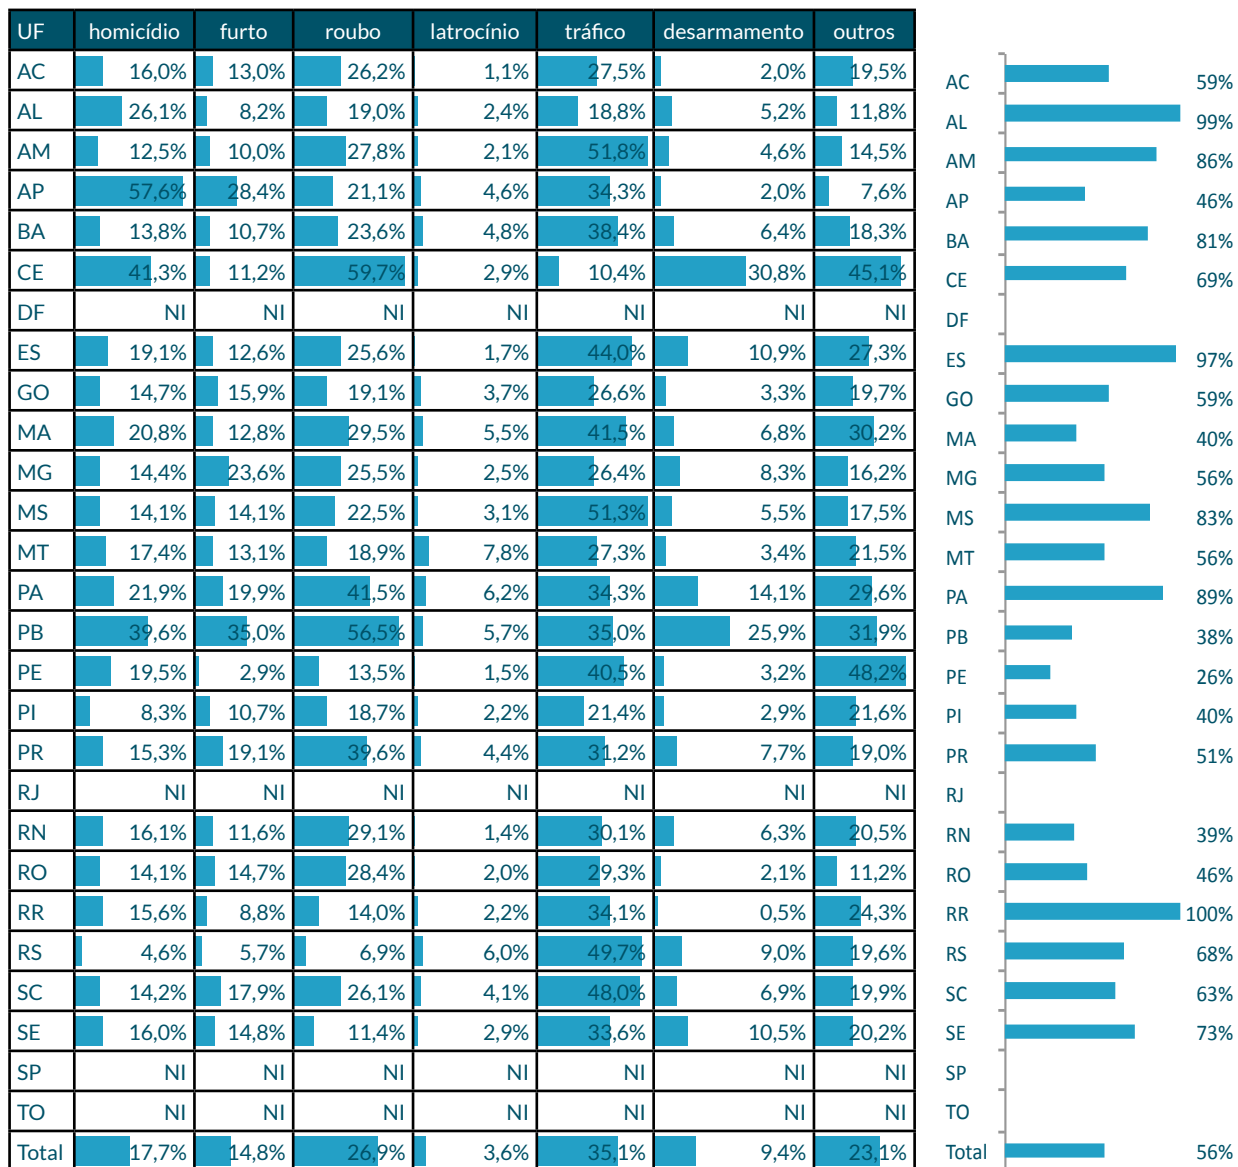 UF homicídio furto roubo latrocínio tráfico desarmamento outros
AC 16,0% 13,0% 26,2% 1,1% 27,5% 2,0% 19,5% AC 59%
AL 26,1% 8,2% 19,0% 2,4% 18,8% 5,2% 11,8% AL 99%
AM 12,5% 10,0% 27,8% 2,1% 51,8% 4,6% 14,5% AM 86%
AP 57,6% 28,4% 21,1% 4,6% 34,3% 2,0% 7,6% AP 46%
BA 13,8% 10,7% 23,6% 4,8% 38,4% 6,4% 18,3% BA 81%
CE 41,3% 11,2% 59,7% 2,9% 10,4% 30,8% 45,1% CE 69%
DF NI NI NI NI NI NI NI DF
ES 19,1% 12,6% 25,6% 1,7% 44,0% 10,9% 27,3% ES 97%
GO 14,7% 15,9% 19,1% 3,7% 26,6% 3,3% 19,7% GO 59%
MA 20,8% 12,8% 29,5% 5,5% 41,5% 6,8% 30,2% MA 40%
MG 14,4% 23,6% 25,5% 2,5% 26,4% 8,3% 16,2% MG 56%
MS 14,1% 14,1% 22,5% 3,1% 51,3% 5,5% 17,5% MS 83%
MT 17,4% 13,1% 18,9% 7,8% 27,3% 3,4% 21,5% MT 56%
PA 21,9% 19,9% 41,5% 6,2% 34,3% 14,1% 29,6% PA 89%
PB 39,6% 35,0% 56,5% 5,7% 35,0% 25,9% 31,9% PB 38%
PE 19,5% 2,9% 13,5% 1,5% 40,5% 3,2% 48,2% PE 26%
PI 8,3% 10,7% 18,7% 2,2% 21,4% 2,9% 21,6% PI 40%
PR 15,3% 19,1% 39,6% 4,4% 31,2% 7,7% 19,0% PR 51%
RJ NI NI NI NI NI NI NI RJ
RN 16,1% 11,6% 29,1% 1,4% 30,1% 6,3% 20,5% RN 39%
RO 14,1% 14,7% 28,4% 2,0% 29,3% 2,1% 11,2% RO 46%
RR 15,6% 8,8% 14,0% 2,2% 34,1% 0,5% 24,3% RR 100%
RS 4,6% 5,7% 6,9% 6,0% 49,7% 9,0% 19,6% RS 68%
SC 14,2% 17,9% 26,1% 4,1% 48,0% 6,9% 19,9% SC 63%
SE 16,0% 14,8% 11,4% 2,9% 33,6% 10,5% 20,2% SE 73%
SP NI NI NI NI NI NI NI SP
TO NI NI NI NI NI NI NI TO
Total 17,7% 14,8% 26,9% 3,6% 35,1% 9,4% 23,1% Total 56%